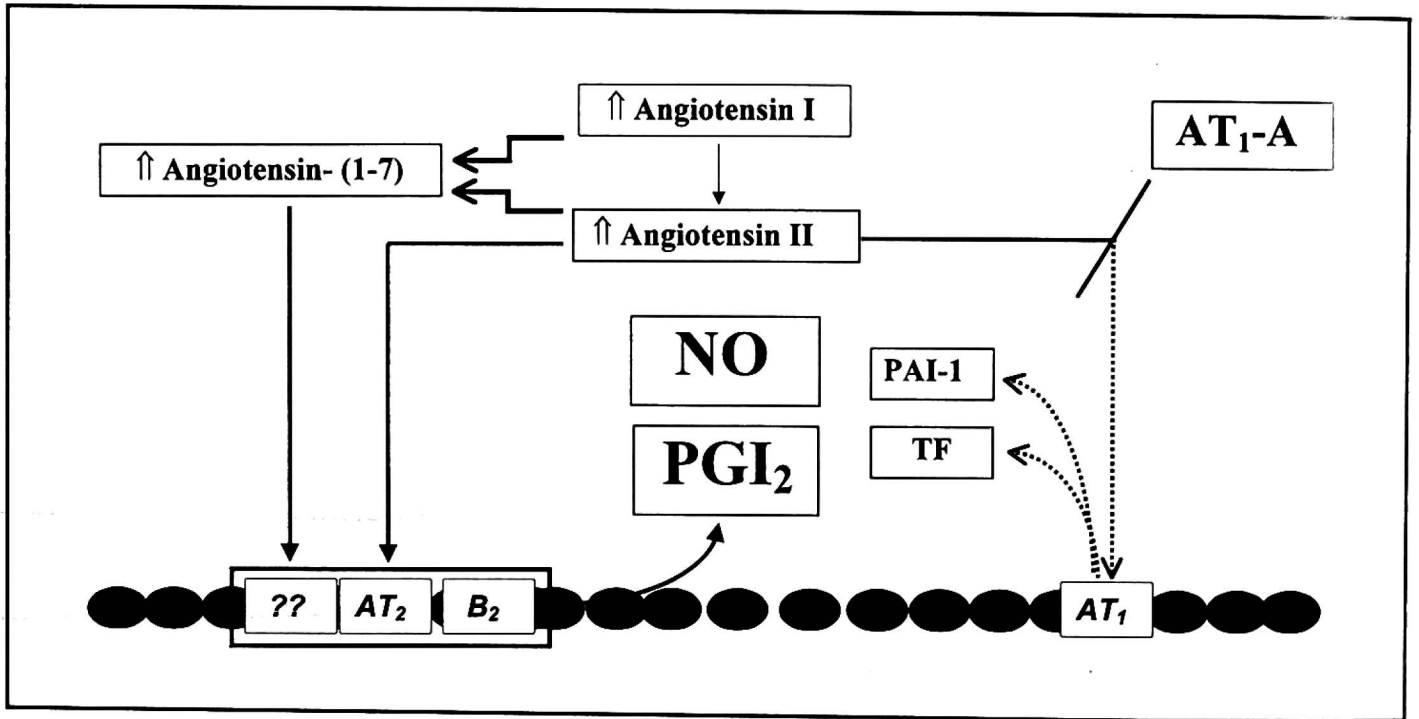 ⇑ Angiotensin I
AT₁-A
⇑ Angiotensin- (1-7)
⇑ Angiotensin II
NO
PAI-1
PGI₂
TF
??
AT₂
B₂
AT₁